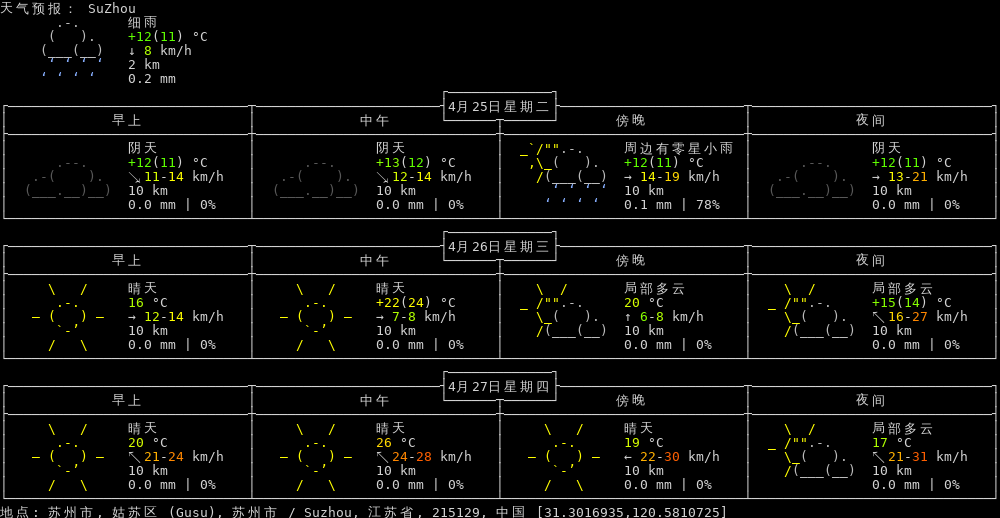 天气预报： SuZhou
细雨
+12(11) °C
↓ 8 km/h
2 km
0.2 mm
4月25日星期二
早上 中午 傍晚 夜间
阴天 阴天 周边有零星小雨 阴天
+12(11) °C +13(12) °C +12(11) °C +12(11) °C
↘ 11-14 km/h ↘ 12-14 km/h → 14-19 km/h → 13-21 km/h
10 km 10 km 10 km 10 km
0.0 mm | 0% 0.0 mm | 0% 0.1 mm | 78% 0.0 mm | 0%
4月26日星期三
早上 中午 傍晚 夜间
晴天 晴天 局部多云 局部多云
16 °C +22(24) °C 20 °C +15(14) °C
→ 12-14 km/h → 7-8 km/h ↑ 6-8 km/h ↖ 16-27 km/h
10 km 10 km 10 km 10 km
0.0 mm | 0% 0.0 mm | 0% 0.0 mm | 0% 0.0 mm | 0%
4月27日星期四
早上 中午 傍晚 夜间
晴天 晴天 晴天 局部多云
20 °C 26 °C 19 °C 17 °C
↖ 21-24 km/h ↖ 24-28 km/h ← 22-30 km/h ↖ 21-31 km/h
10 km 10 km 10 km 10 km
0.0 mm | 0% 0.0 mm | 0% 0.0 mm | 0% 0.0 mm | 0%
地点: 苏州市, 姑苏区 (Gusu), 苏州市 / Suzhou, 江苏省, 215129, 中国 [31.3016935,120.5810725]